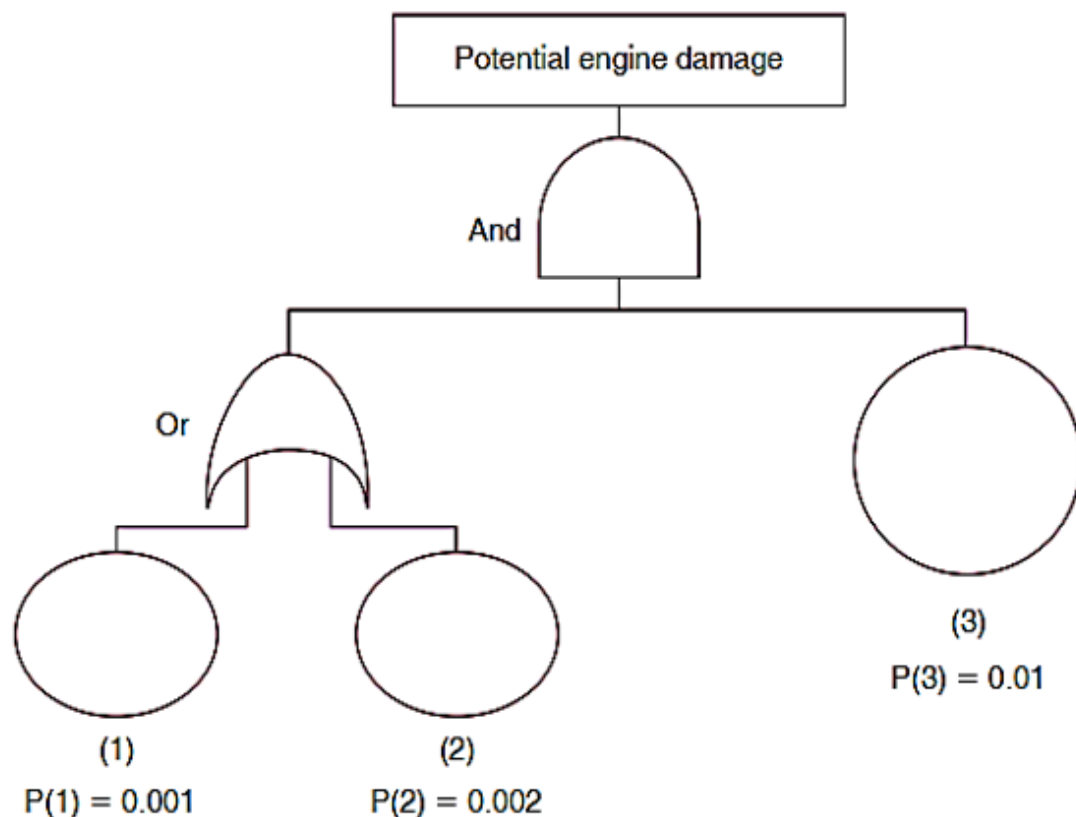 Potential engine damage
And
Or
(3)
P(3) = 0.01
(1)
(2)
P(1) = 0.001
P(2) = 0.002